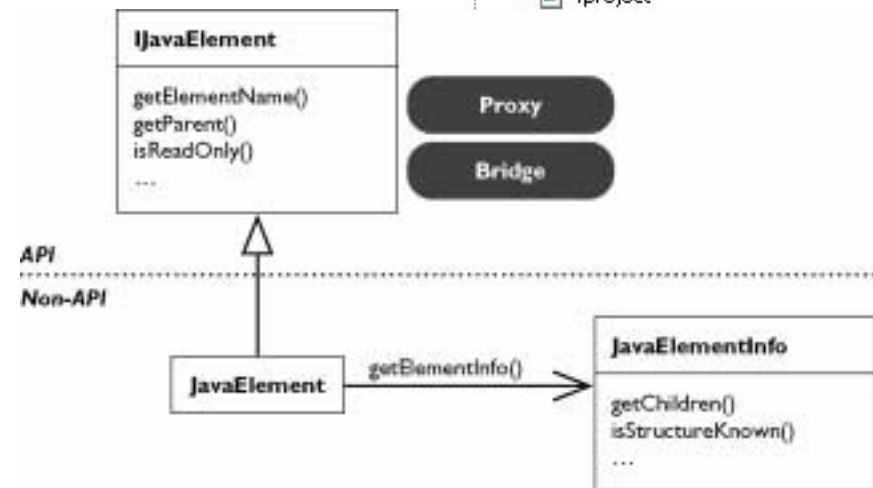 IJavaElement
getElementName()
getParent()
isReadOnly()
...
Proxy
Bridge
API
Non-API
JavaElement
getElementInfo()
JavaElementInfo
getChildren()
isStructureKnown()
...